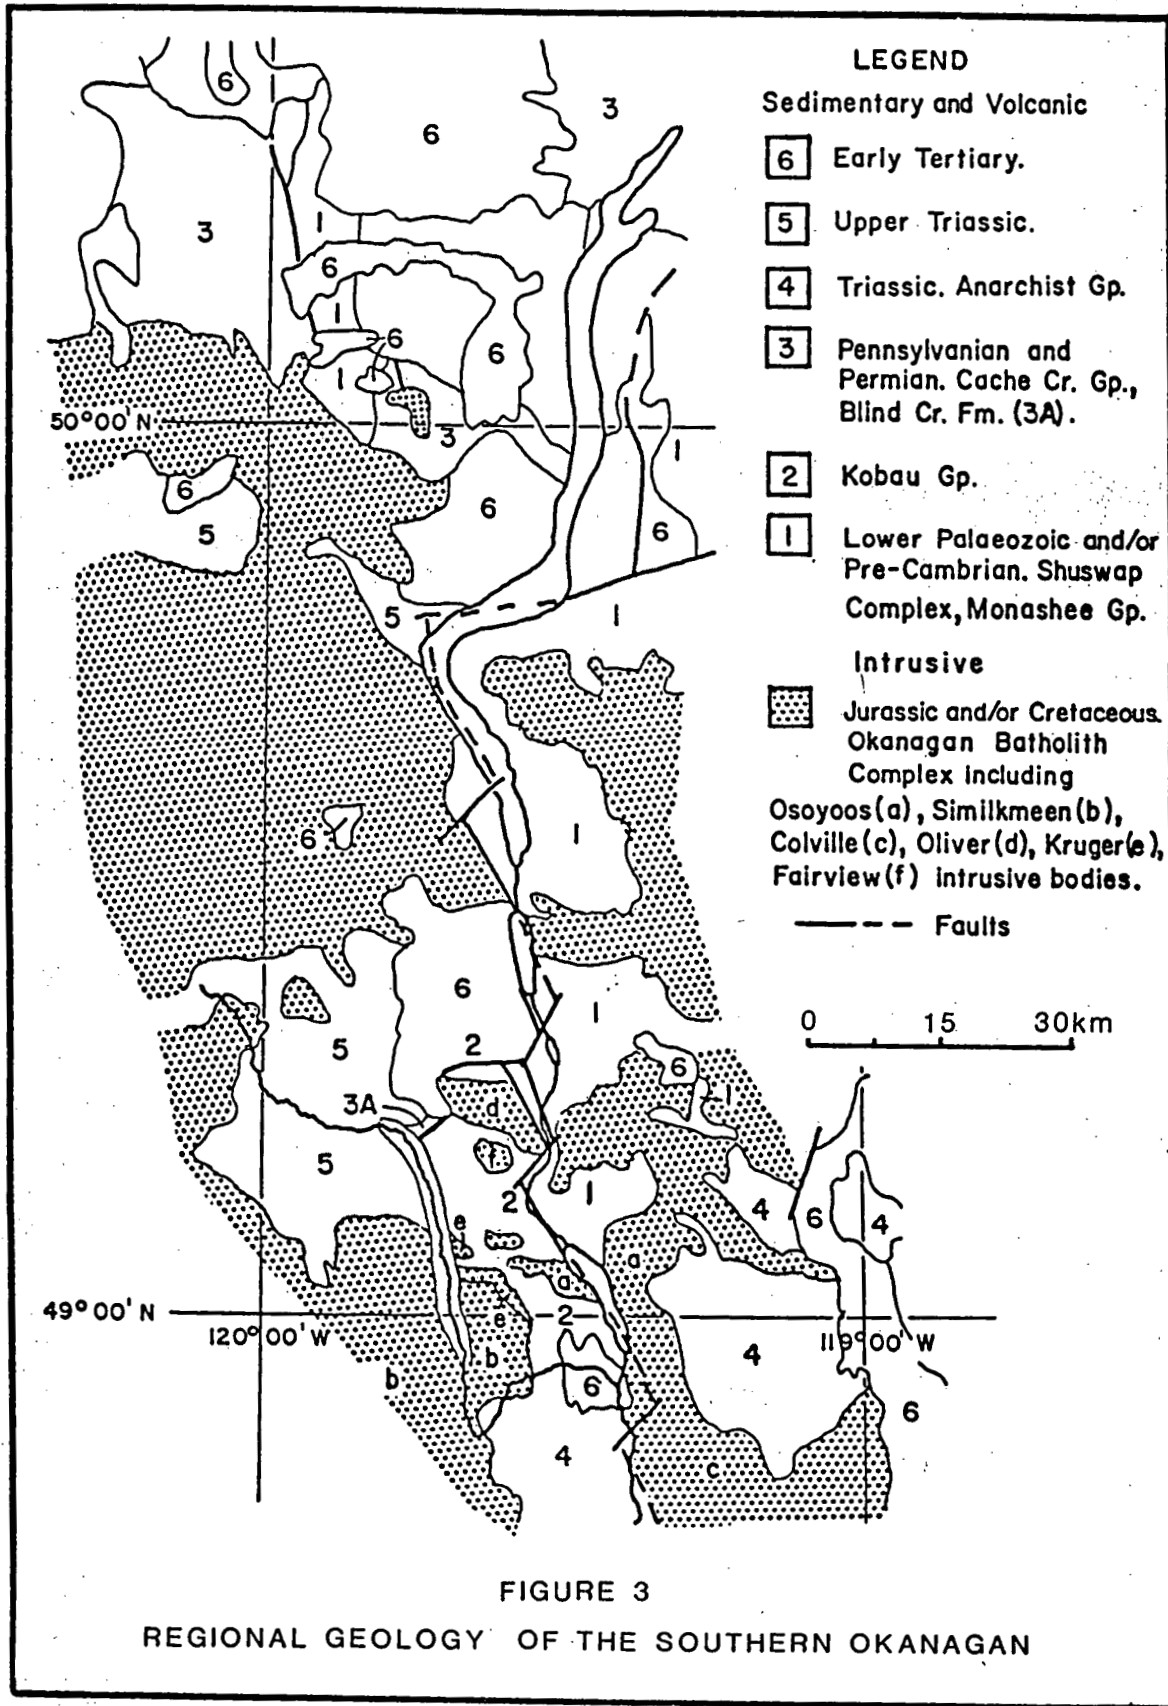 LEGEND
Sedimentary and Volcanic
6 Early Tertiary.
5 Upper Triassic.
4 Triassic. Anarchist Gp.
3 Pennsylvanian and
Permian. Cache Cr. Gp.,
Blind Cr. Fm. (3A).
2 Kobau Gp.
1 Lower Palaeozoic and/or
Pre-Cambrian. Shuswap
Complex, Monashee Gp.
Intrusive
Jurassic and/or Cretaceous.
Okanagan Batholith
Complex including
Osoyoos (a), Similkmeen (b),
Colville (c), Oliver (d), Kruger (e),
Fairview (f) intrusive bodies.
Faults
0 15 30km
6
3
6
3
1
6
1
6
6
1
50°00' N
3
1
6
6
5
6
5
1
6
1
6
1
2
5
6
1
3A
d
5
f
2
1
4
6
4
e
a
a
49°00' N
e
2
120°00' W
119°00' W
4
b
b
6
6
4
c
FIGURE 3
REGIONAL GEOLOGY OF THE SOUTHERN OKANAGAN